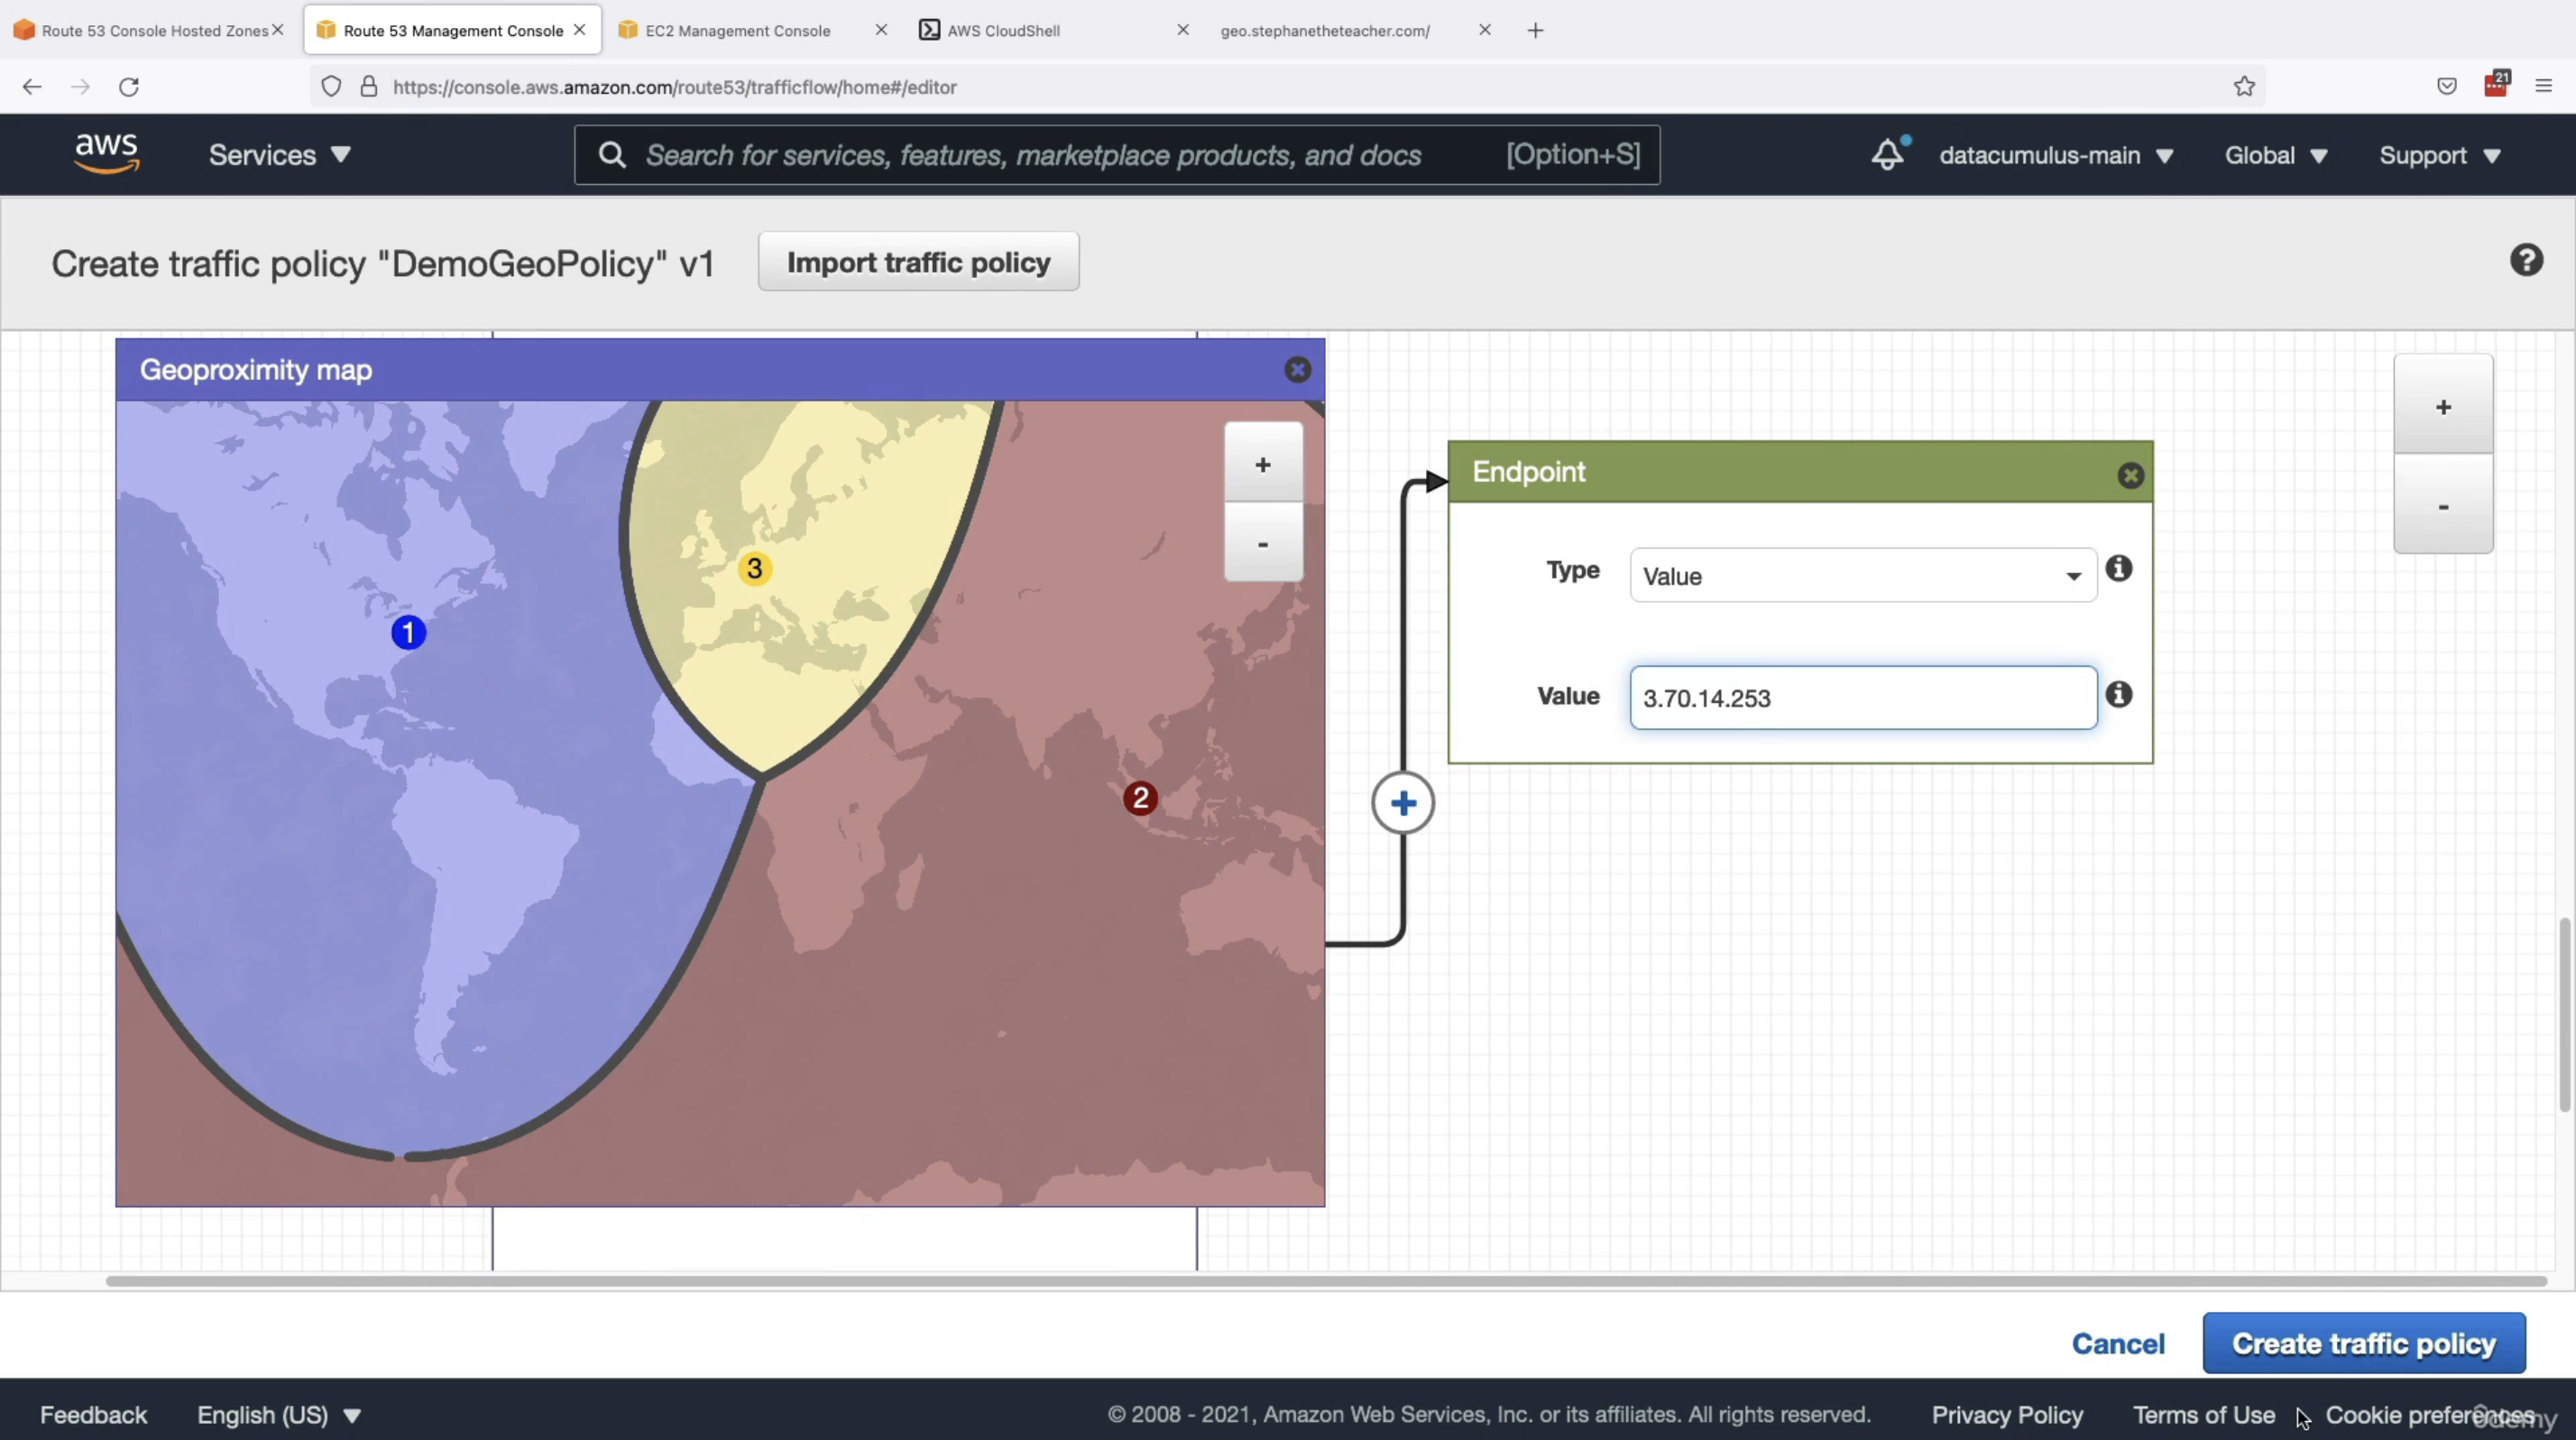 Route 53 Console Hosted Zones
Route 53 Management Console
EC2 Management Console
AWS CloudShell
geo.stephanetheteacher.com/
https://console.aws.amazon.com/route53/trafficflow/home#/editor
21
aws
Services
Search for services, features, marketplace products, and docs
[Option+S]
datacumulus-main
Global
Support
Create traffic policy "DemoGeoPolicy" v1
Import traffic policy
?
Geoproximity map
+
-
1
2
3
Endpoint
Type
Value
Value
3.70.14.253
+
-
Cancel
Create traffic policy
Feedback
English (US)
© 2008 - 2021, Amazon Web Services, Inc. or its affiliates. All rights reserved.
Privacy Policy
Terms of Use
Cookie preferences
ûdemy